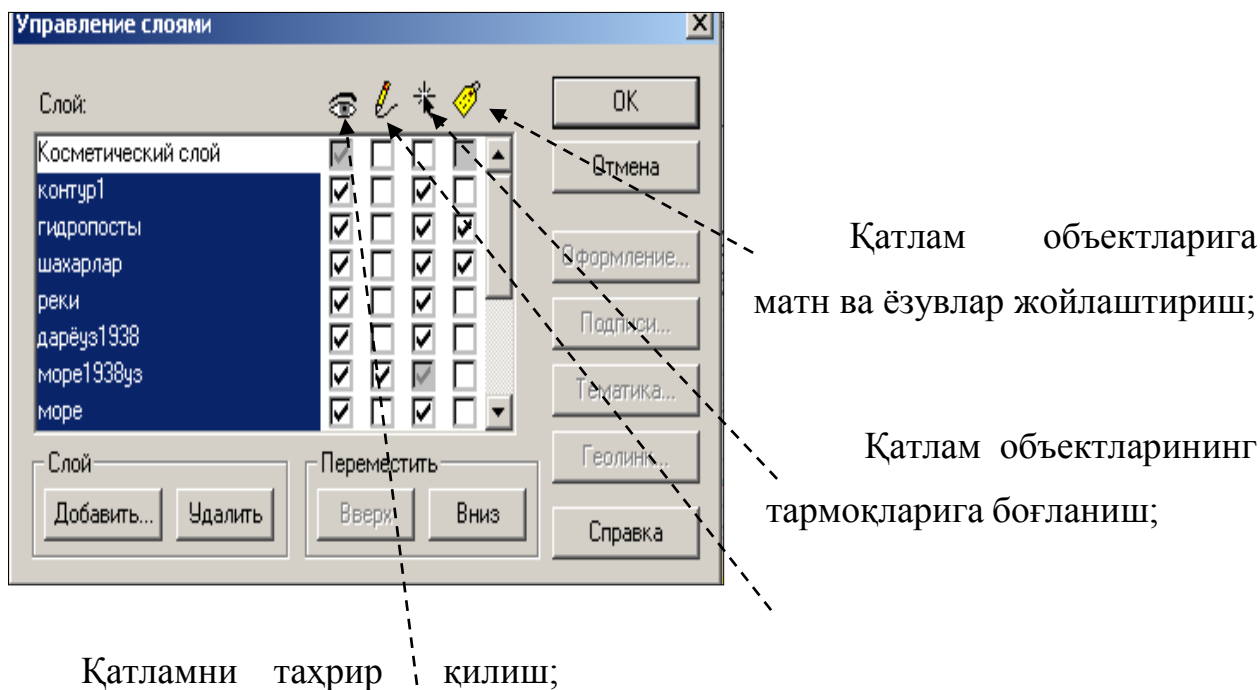 Управление слоями
Слой:
OK
Косметический слой
Отмена
контур1
гидропосты
Қатлам объектларига
шахарлар
Оформление...
матн ва ёзувлар жойлаштириш;
реки
Подписи...
дарёуз1938
море1938уз
Тематика...
море
Қатлам объектларининг
Слой
Переместить
Геолинк...
Добавить...
Удалить
Вверх
Вниз
тармоқларига боғланиш;
Справка
Қатламни таҳрир қилиш;